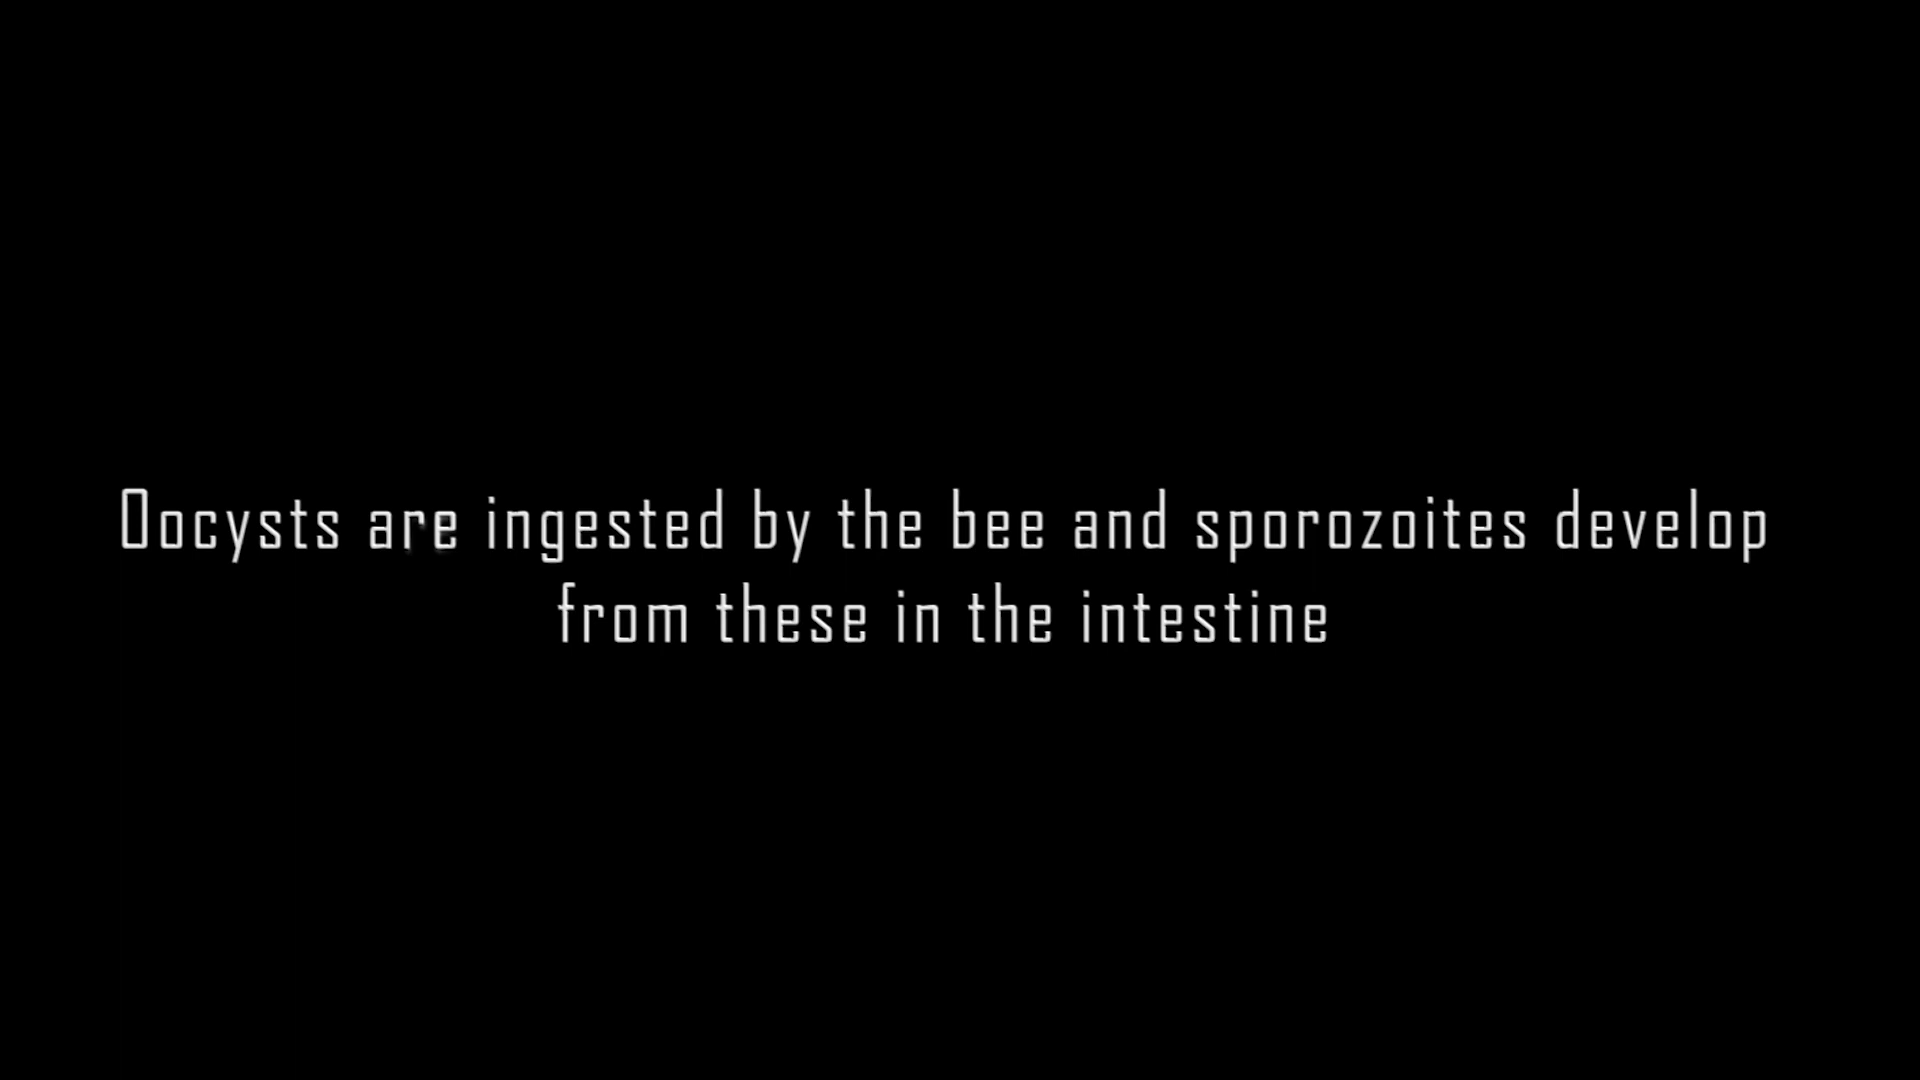 Oocysts are ingested by the bee and sporozoites develop
from these in the intestine